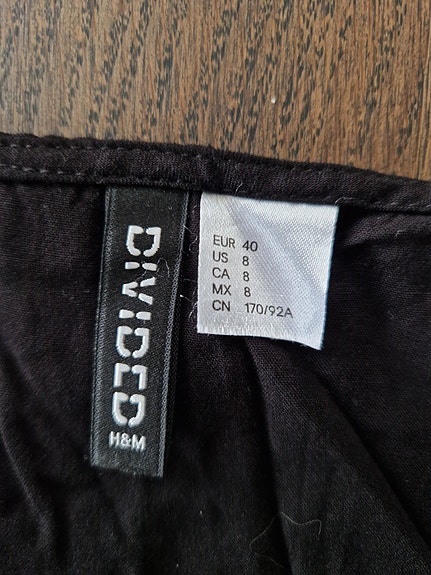 DIVIDED
H&M
EUR 40
US 8
CA 8
MX 8
CN 170/92A